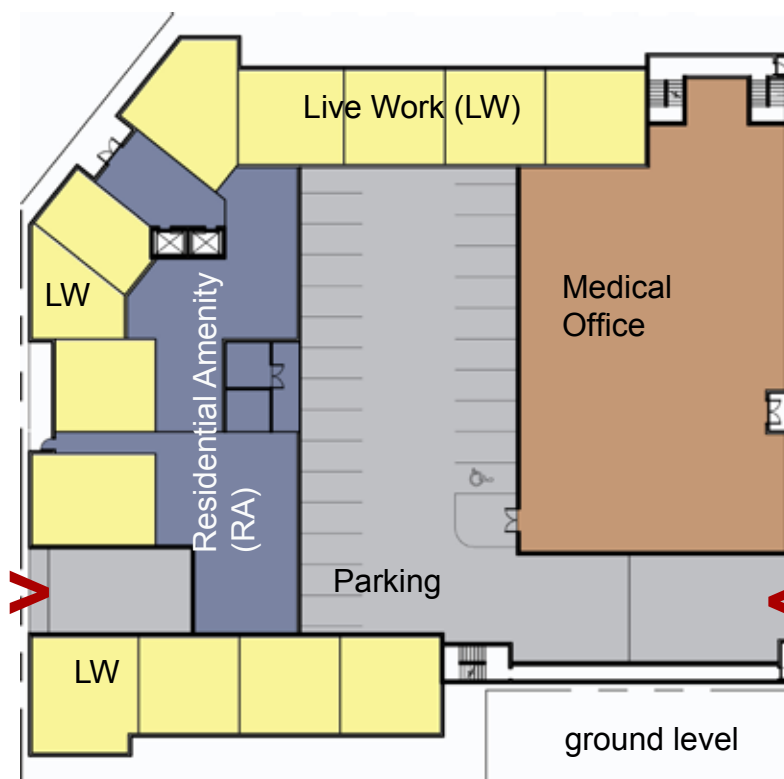 Live Work (LW)
LW
Medical
Office
Residential Amenity
(RA)
Parking
LW
ground level